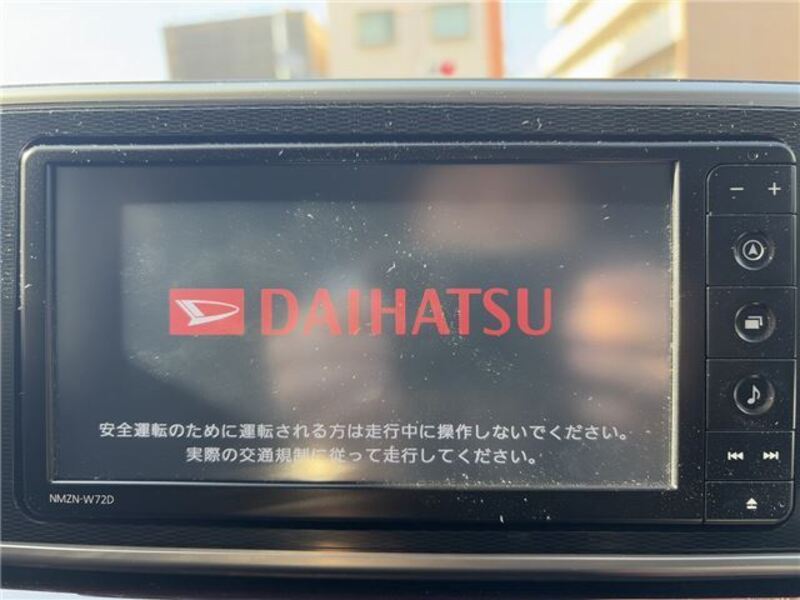 DAIHATSU
安全運転のために運転される方は走行中に操作しないでください。
実際の交通規制に従って走行してください。
NMZN-W72D